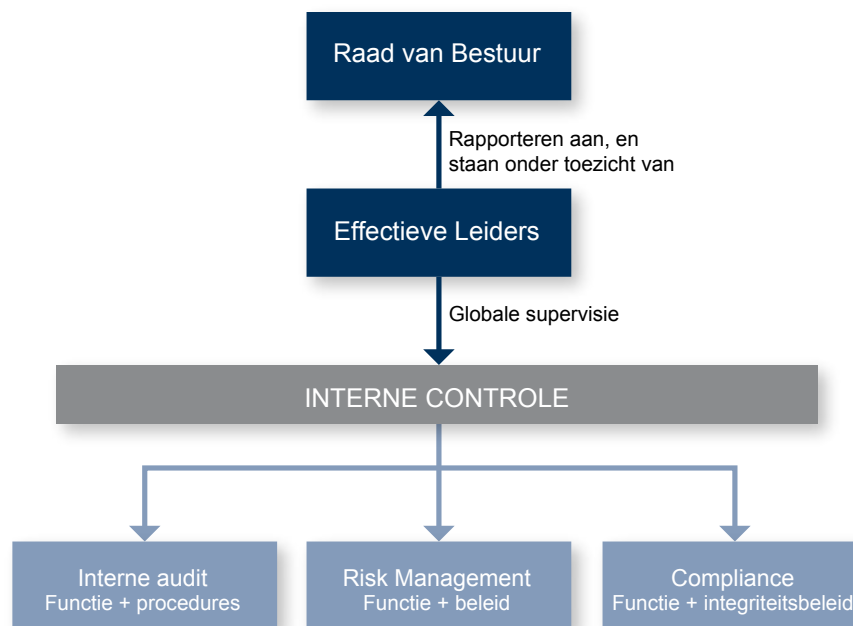 Raad van Bestuur
Rapporteren aan, en
staan onder toezicht van
Effectieve Leiders
Globale supervisie
INTERNE CONTROLE
Interne audit
Functie + procedures
Risk Management
Functie + beleid
Compliance
Functie + integriteitsbeleid